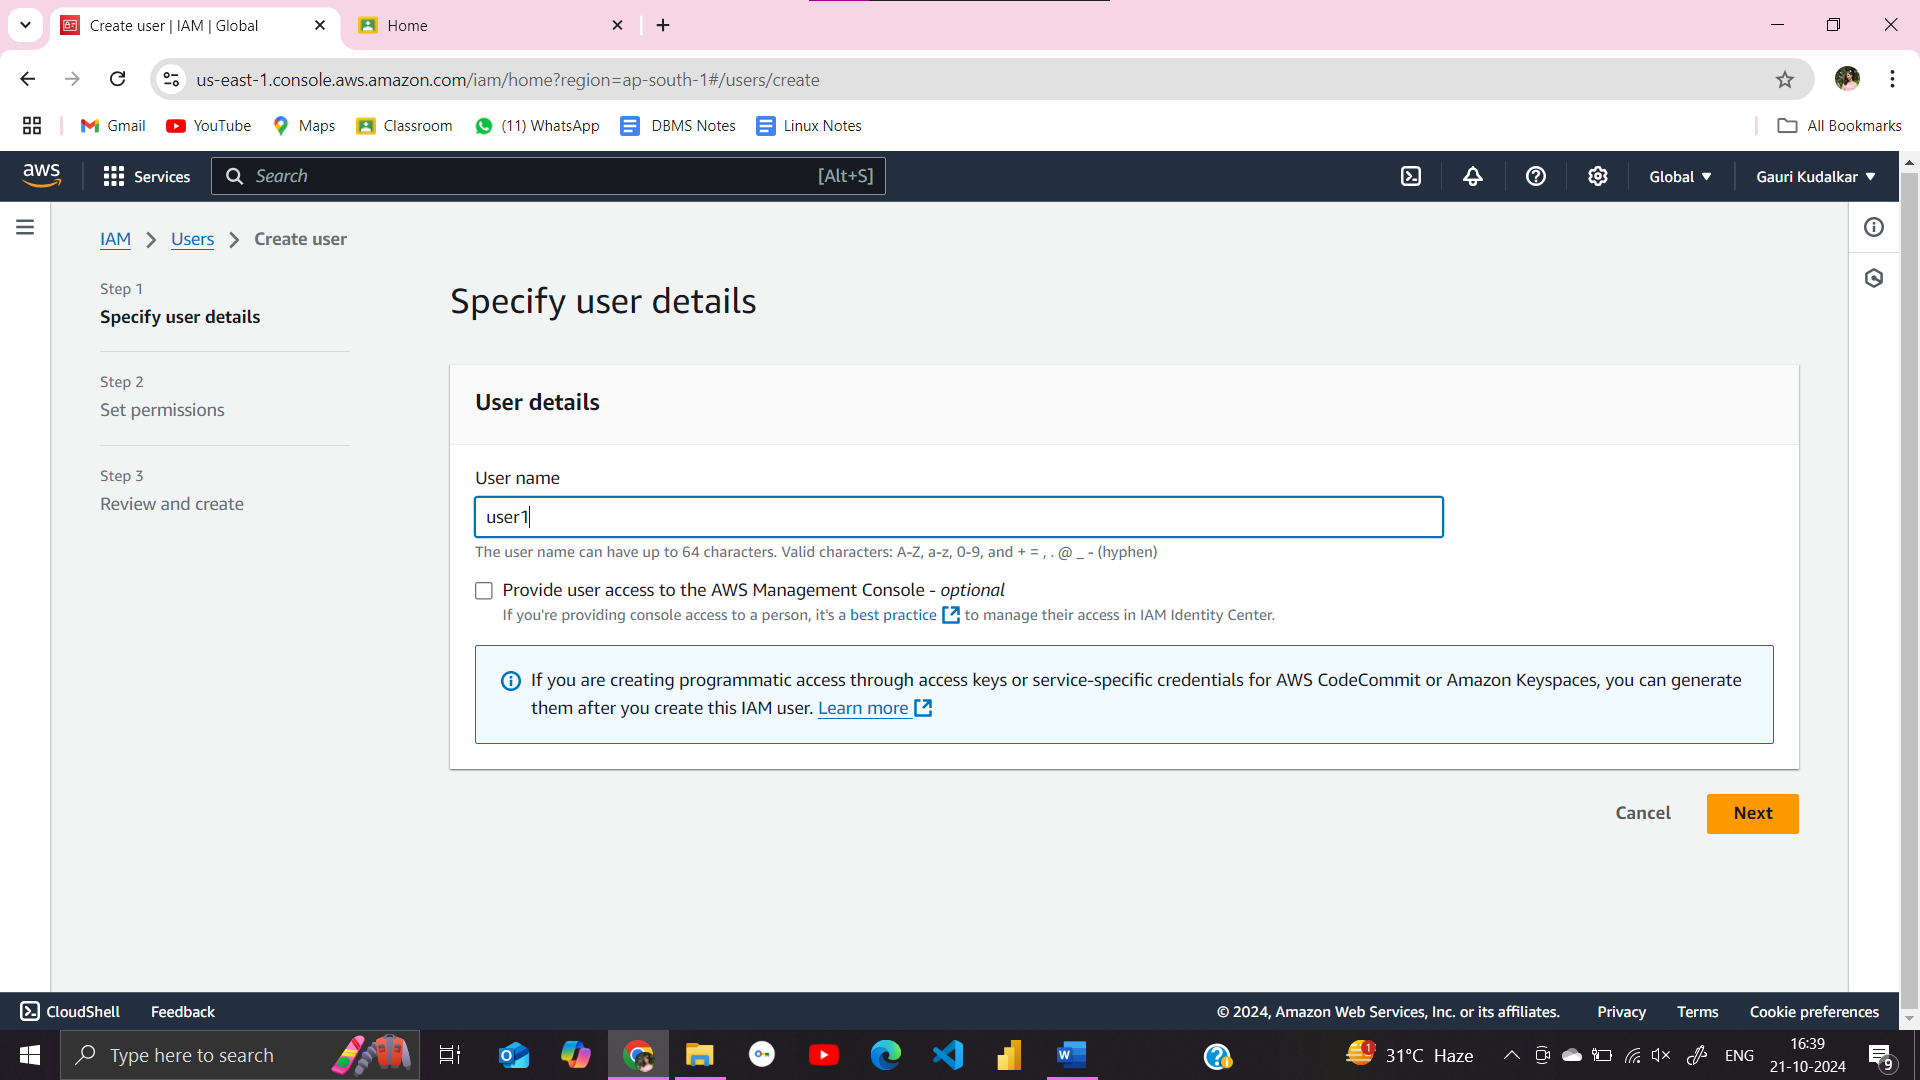 Create user | IAM | Global
Home
us-east-1.console.aws.amazon.com/iam/home?region=ap-south-1#/users/create
Gmail
YouTube
Maps
Classroom
(11) WhatsApp
DBMS Notes
Linux Notes
All Bookmarks
aws
Services
Search
[Alt+S]
Global
Gauri Kudalkar
IAM
Users
Create user
Step 1
Specify user details
Step 2
Set permissions
Step 3
Review and create
Specify user details
User details
User name
user1
The user name can have up to 64 characters. Valid characters: A-Z, a-z, 0-9, and + = , . @ _ - (hyphen)
Provide user access to the AWS Management Console - optional
If you're providing console access to a person, it's a best practice to manage their access in IAM Identity Center.
If you are creating programmatic access through access keys or service-specific credentials for AWS CodeCommit or Amazon Keyspaces, you can generate
them after you create this IAM user. Learn more
Cancel
Next
CloudShell
Feedback
© 2024, Amazon Web Services, Inc. or its affiliates.
Privacy
Terms
Cookie preferences
Type here to search
1
31°C Haze
ENG
16:39
21-10-2024
9